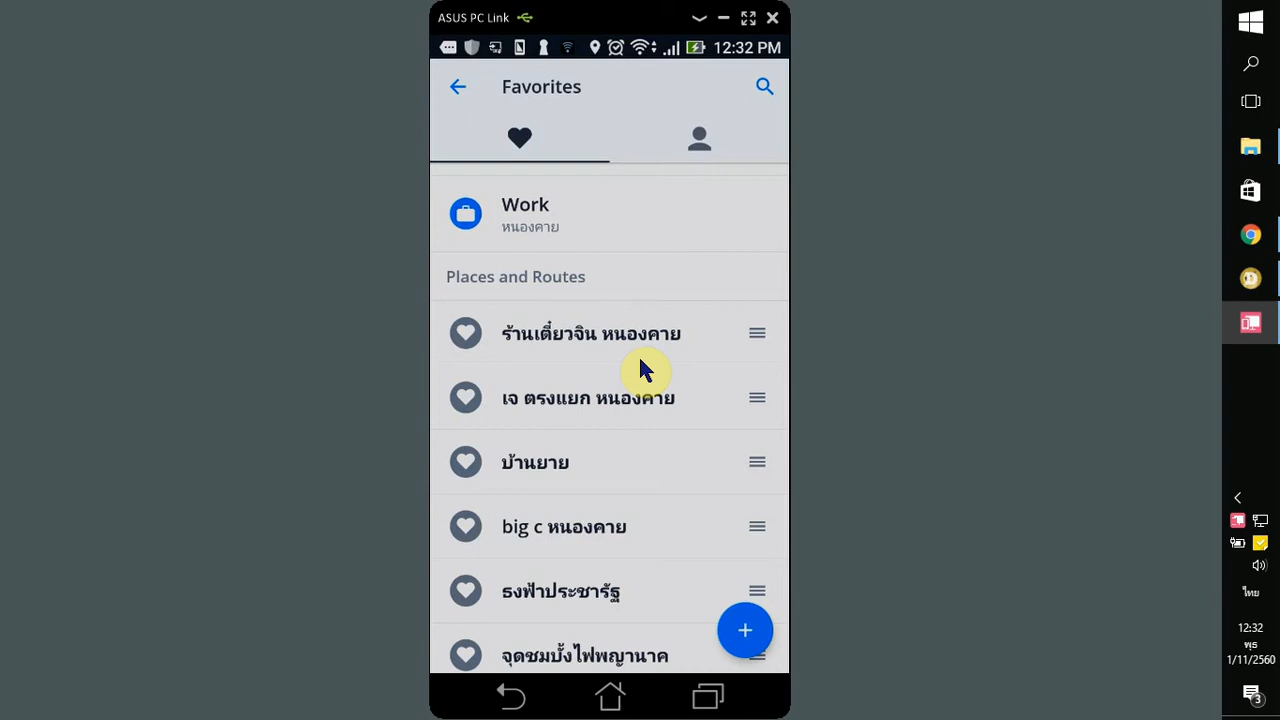 ASUS PC Link
12:32 PM
Favorites
Work
หนองคาย
Places and Routes
ร้านเตี๋ยวจิน หนองคาย
เจ ตรงแยก หนองคาย
บ้านยาย
big c หนองคาย
ธงฟ้าประชารัฐ
จุดชมบั้งไฟพญานาค
ไทย
12:32
พุธ
1/11/2560
3